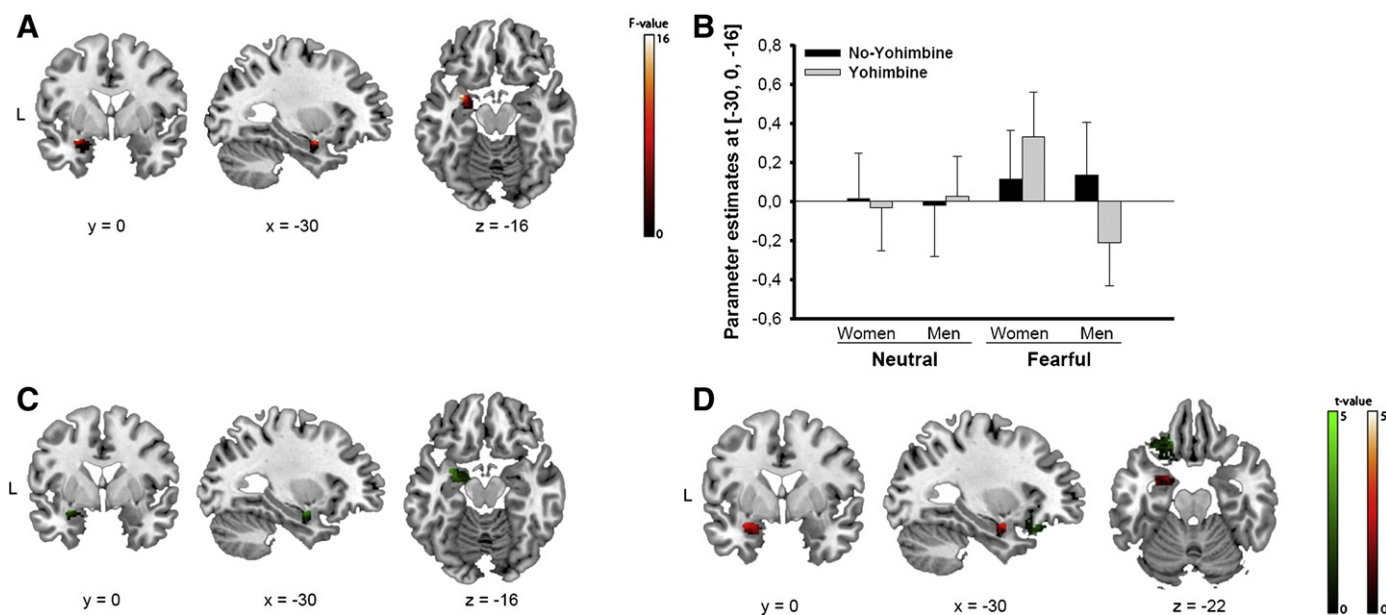 A
F-value
16
0
L
y = 0
x = -30
z = -16
B
Parameter estimates at [-30, 0, -16]
0,8
0,6
0,4
0,2
0,0
-0,2
-0,4
-0,6
No-Yohimbine
Yohimbine
Women Men Women Men
Neutral Fearful
C
L
y = 0
x = -30
z = -16
D
t-value
5 5
0 0
L
y = 0
x = -30
z = -22